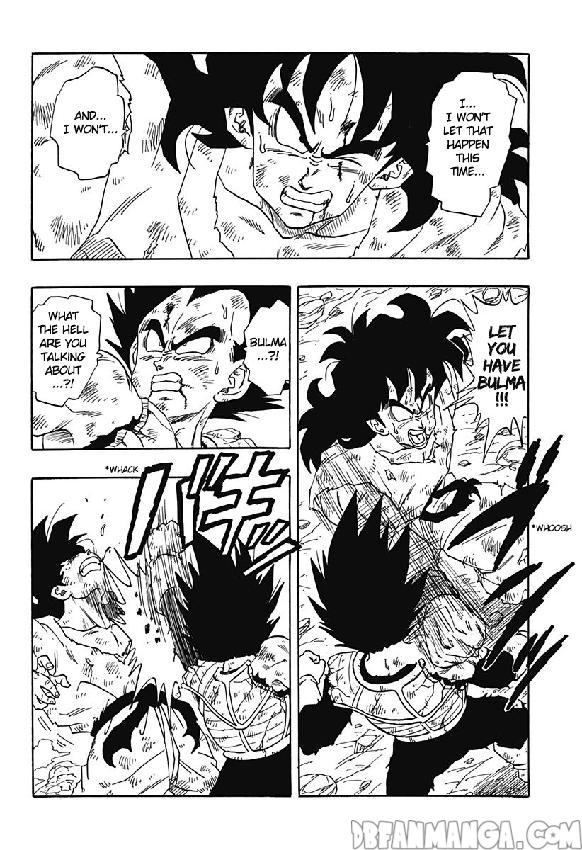 I...
I WON'T
LET THAT
HAPPEN
THIS
TIME...
AND...
I WON'T...
LET
YOU
HAVE
BULMA
!!!
*WHOOSH
BULMA
...?!
WHAT
THE HELL
ARE YOU
TALKING
ABOUT
...?!
*WHACK
バキッ
DBFANMANGA.COM